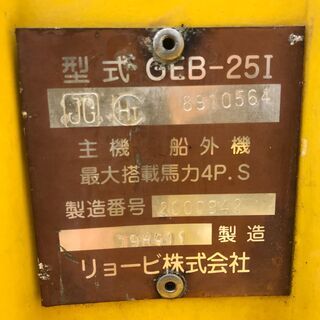 型式 GEB-25I
JG HI 8910564
主機 船外機
最大搭載馬力4P.S
製造番号
製造
リョービ株式会社